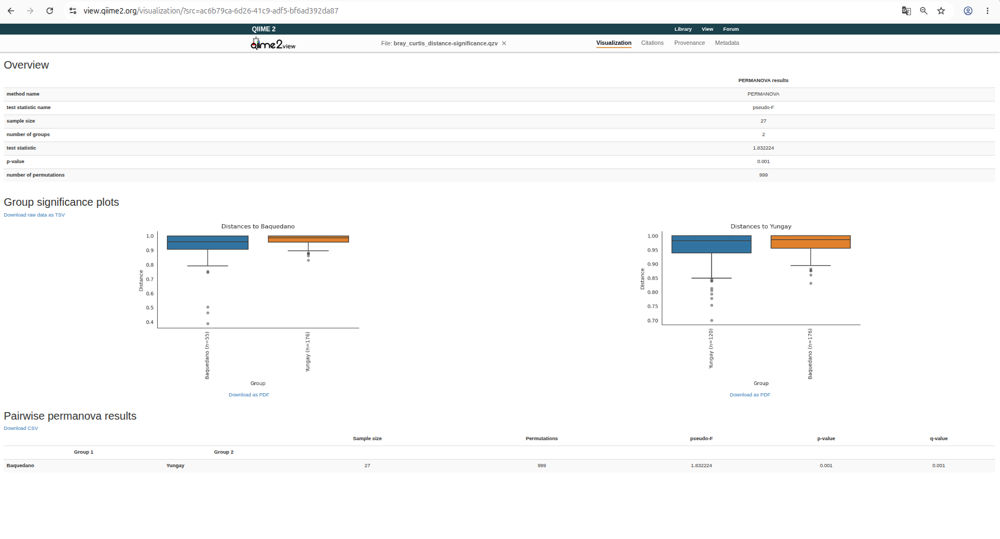 view.qiime2.org/visualization/?src=ac6b79ca-6d26-41c9-adf5-bf6ad392da87
QIIME 2
Library View Forum
qiime2view
File: bray_curtis_distance-significance.qzv ×
Visualization Citations Provenance Metadata
Overview
PERMANOVA results
method name PERMANOVA
test statistic name pseudo-F
sample size 27
number of groups 2
test statistic 1.832224
p-value 0.001
number of permutations 999
Group significance plots
Download raw data as TSV
Distances to Baquedano
1.0
0.9
0.8
0.7
0.6
0.5
0.4
Distance
Baquedano (n=55)
Yungay (n=176)
Group
Download as PDF
Distances to Yungay
1.00
0.95
0.90
0.85
0.80
0.75
0.70
Distance
Yungay (n=120)
Baquedano (n=176)
Group
Download as PDF
Pairwise permanova results
Download CSV
Sample size Permutations pseudo-F p-value q-value
Group 1 Group 2
Baquedano Yungay 27 999 1.832224 0.001 0.001